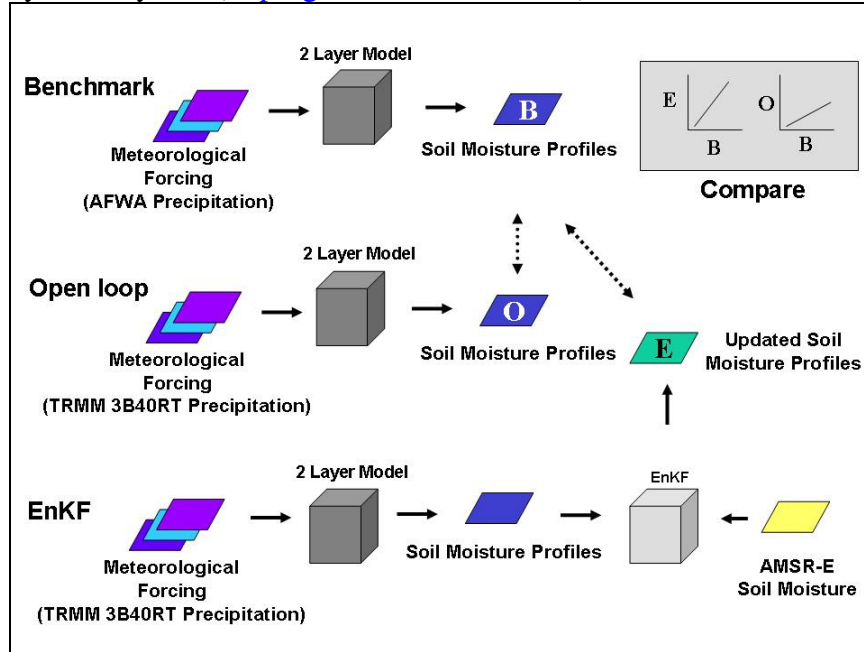 2 Layer Model
Benchmark
B
Meteorological
Forcing
(AFWA Precipitation)
Soil Moisture Profiles
E
B
O
B
Compare
2 Layer Model
Open loop
O
Meteorological
Forcing
(TRMM 3B40RT Precipitation)
Soil Moisture Profiles
E
Updated Soil
Moisture Profiles
2 Layer Model
EnKF
EnKF
Meteorological
Forcing
(TRMM 3B40RT Precipitation)
Soil Moisture Profiles
AMSR-E
Soil Moisture